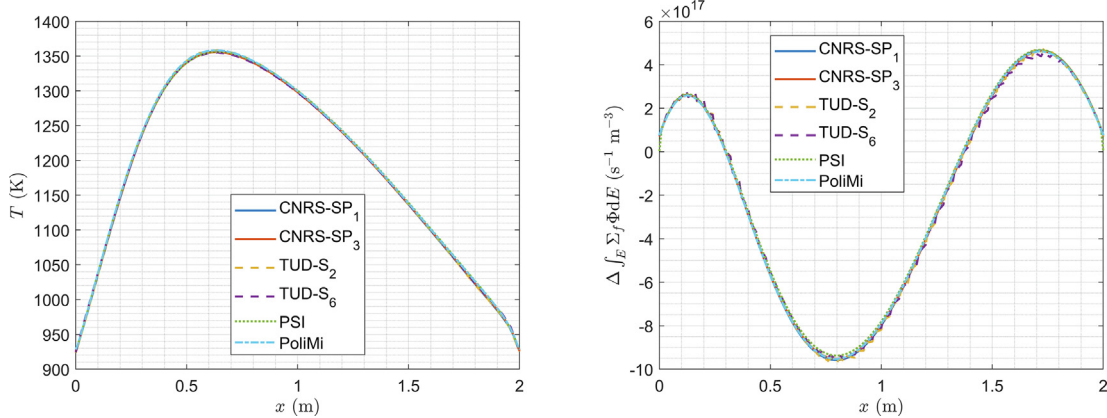 1400
1350
1300
1250
1200
1150
1100
1050
1000
950
900
T (K)
0
0.5
1
1.5
2
x (m)
CNRS-SP1
CNRS-SP3
TUD-S2
TUD-S6
PSI
PoliMi
×10^17
6
4
2
0
-2
-4
-6
-8
-10
Δ ∫_E Σ_f Φ dE (s^−1 m^−3)
0
0.5
1
1.5
2
x (m)
CNRS-SP1
CNRS-SP3
TUD-S2
TUD-S6
PSI
PoliMi